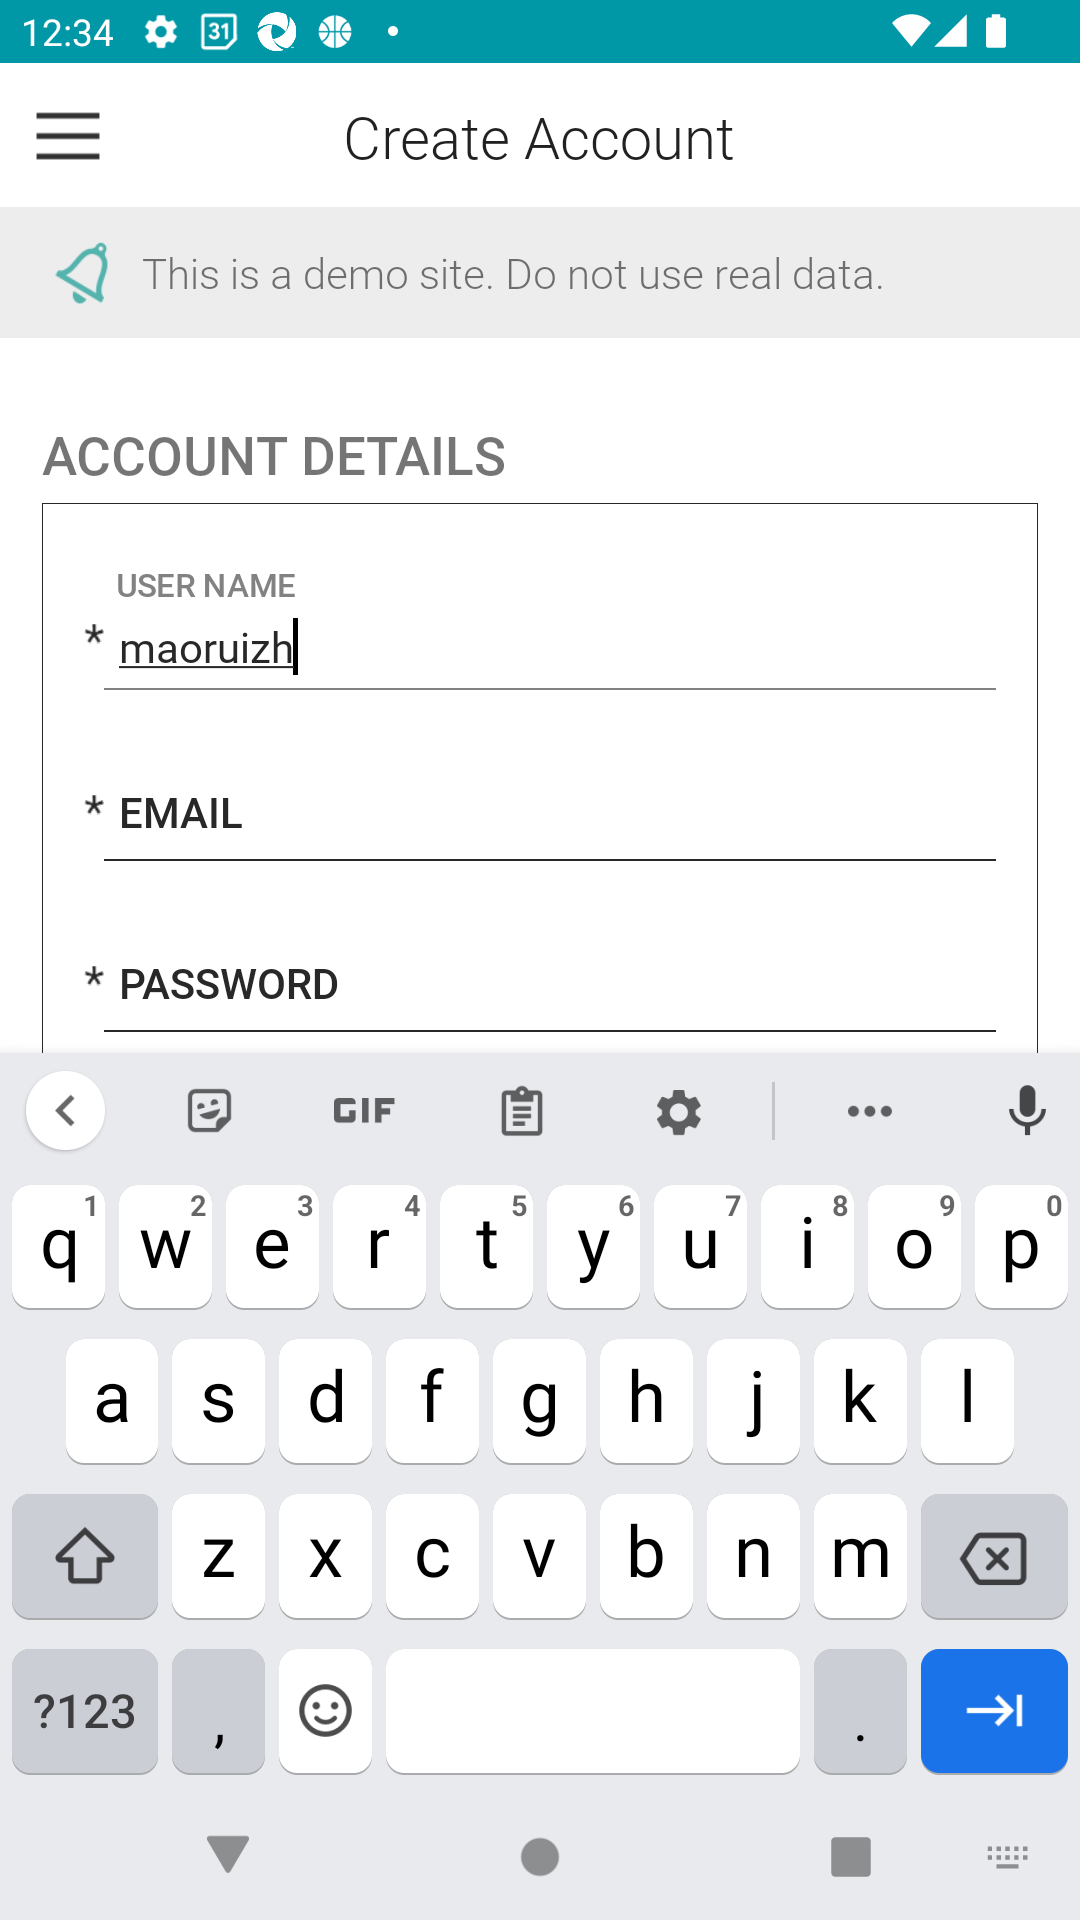 12:34 31
Create Account
This is a demo site. Do not use real data.
ACCOUNT DETAILS
USER NAME
* maoruizh
* EMAIL
* PASSWORD
GIF
1 2 3 4 5 6 7 8 9 0
q w e r t y u i o p
a s d f g h j k l
z x c v b n m
?123 , .